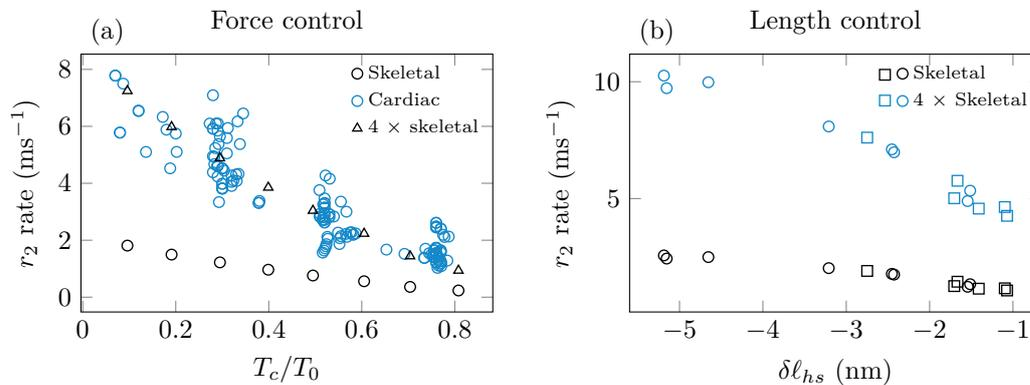 Force control
Length control
(a)
(b)
Skeletal
Cardiac
4 × skeletal
Skeletal
4 × Skeletal
r₂ rate (ms⁻¹)
8
6
4
2
0
0
0.2
0.4
0.6
0.8
T_c/T₀
r₂ rate (ms⁻¹)
10
5
−5
−4
−3
−2
−1
δℓ_hs (nm)